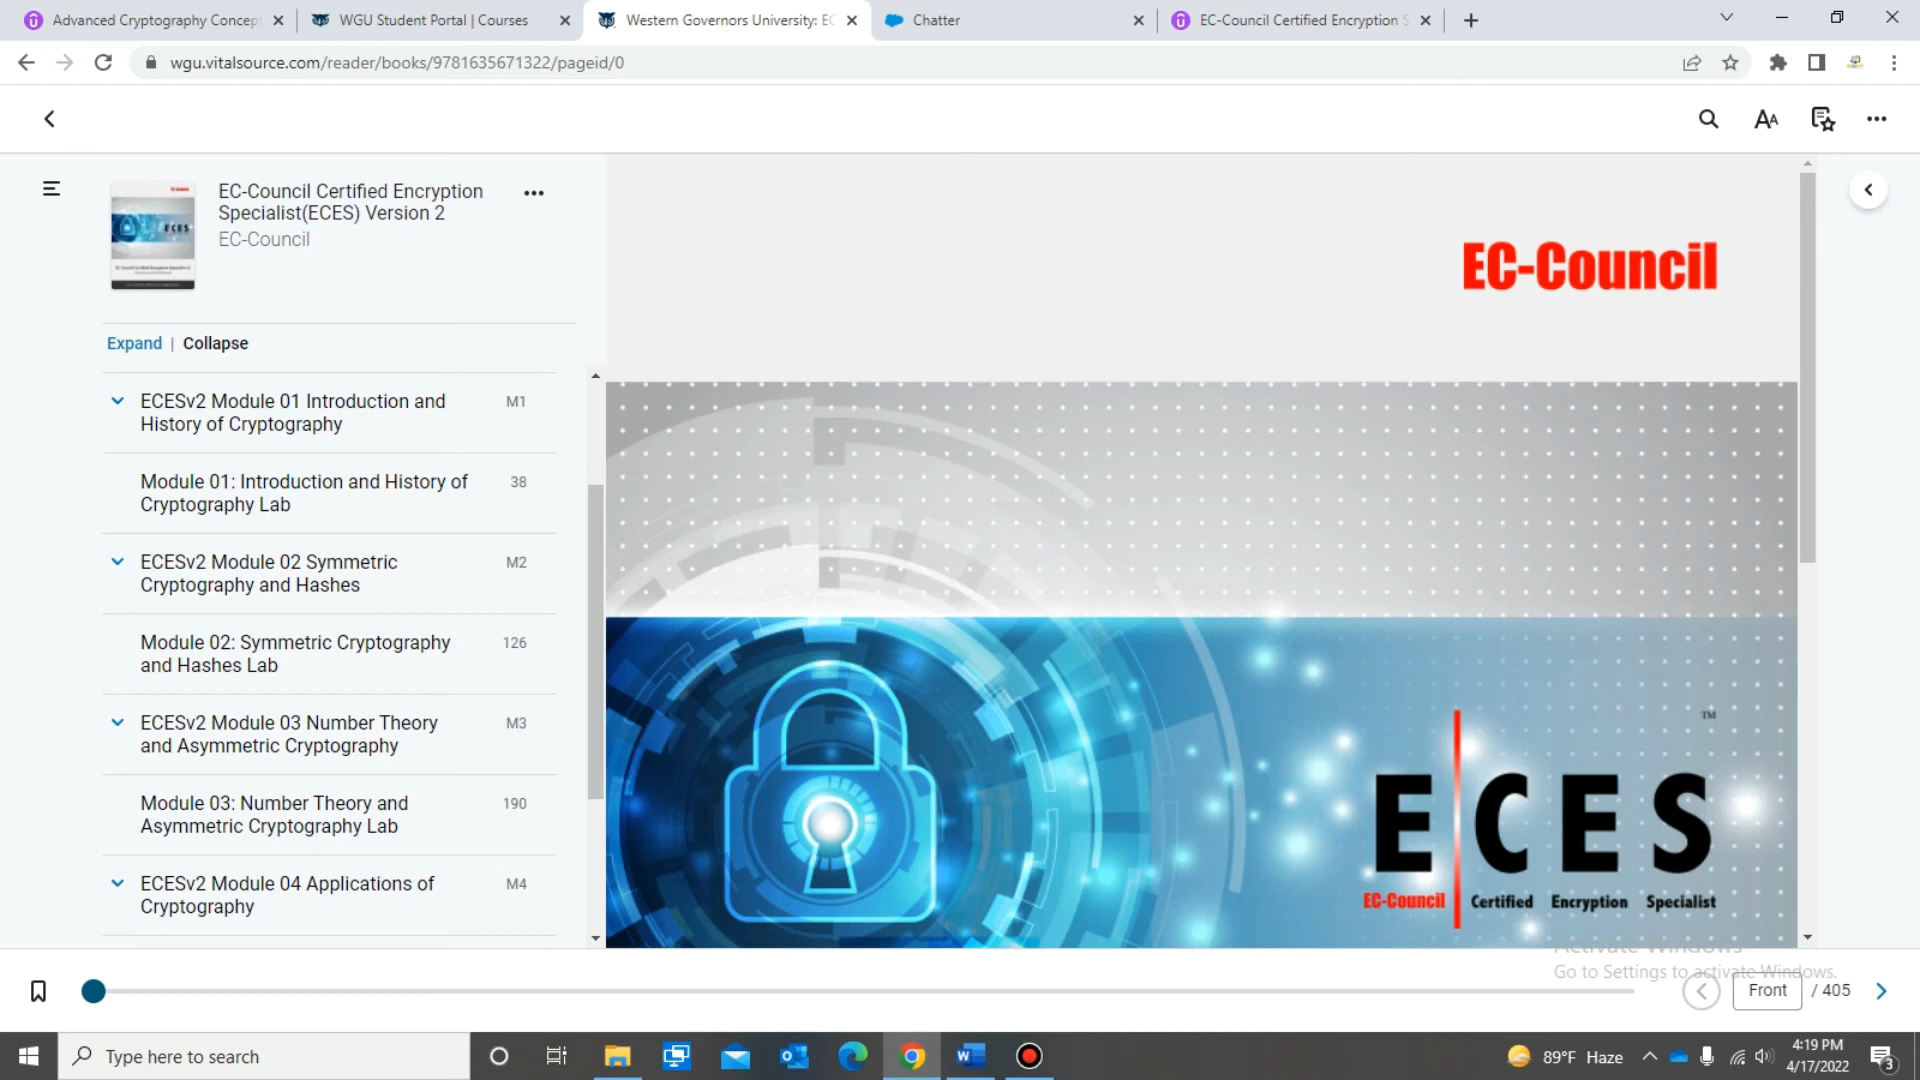 Advanced Cryptography Concep
WGU Student Portal | Courses
Western Governors University: EC
Chatter
EC-Council Certified Encryption S
wgu.vitalsource.com/reader/books/9781635671322/pageid/0
AA
EC-Council Certified Encryption
Specialist(ECES) Version 2
EC-Council
Expand | Collapse
ECESv2 Module 01 Introduction and
History of Cryptography
M1
Module 01: Introduction and History of
Cryptography Lab
38
ECESv2 Module 02 Symmetric
Cryptography and Hashes
M2
Module 02: Symmetric Cryptography
and Hashes Lab
126
ECESv2 Module 03 Number Theory
and Asymmetric Cryptography
M3
Module 03: Number Theory and
Asymmetric Cryptography Lab
190
ECESv2 Module 04 Applications of
Cryptography
M4
EC-Council
E|CES
TM
EC-Council Certified Encryption Specialist
Activate Windows
Go to Settings to activate Windows.
Front / 405
Type here to search
89°F Haze
4:19 PM
4/17/2022
3